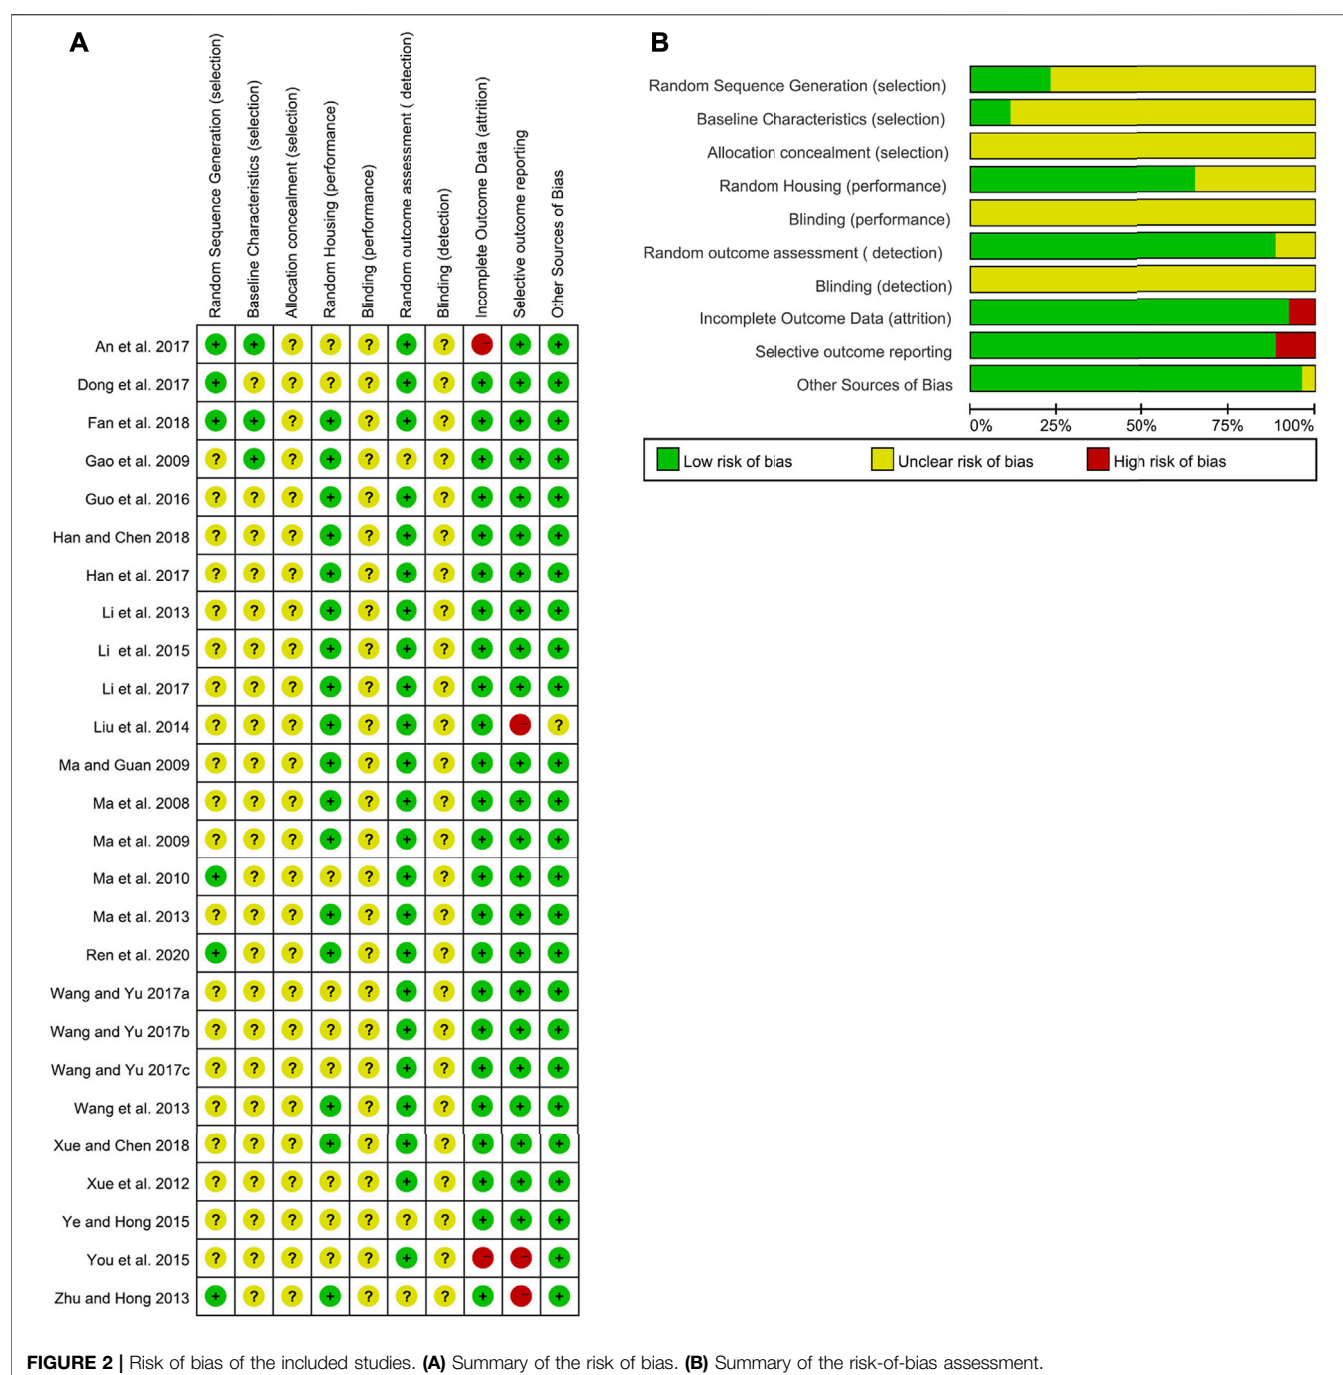 A
Random Sequence Generation (selection)
Baseline Characteristics (selection)
Allocation concealment (selection)
Random Housing (performance)
Blinding (performance)
Random outcome assessment ( detection)
Blinding (detection)
Incomplete Outcome Data (attrition)
Selective outcome reporting
Other Sources of Bias
An et al. 2017 + + ? ? ? + ? - + +
Dong et al. 2017 + ? ? ? ? + ? + + +
Fan et al. 2018 + + ? + ? + ? + + +
Gao et al. 2009 ? + ? + ? ? ? + + +
Guo et al. 2016 ? ? ? + ? + ? + + +
Han and Chen 2018 ? ? ? + ? + ? + + +
Han et al. 2017 ? ? ? + ? + ? + + +
Li et al. 2013 ? ? ? + ? + ? + + +
Li et al. 2015 ? ? ? + ? + ? + + +
Li et al. 2017 ? ? ? + ? + ? + + +
Liu et al. 2014 ? ? ? + ? + ? + - ?
Ma and Guan 2009 ? ? ? + ? + ? + + +
Ma et al. 2008 ? ? ? + ? + ? + + +
Ma et al. 2009 ? ? ? + ? + ? + + +
Ma et al. 2010 + ? ? ? ? + ? + + +
Ma et al. 2013 ? ? ? + ? + ? + + +
Ren et al. 2020 + ? ? + ? + ? + + +
Wang and Yu 2017a ? ? ? ? ? + ? + + +
Wang and Yu 2017b ? ? ? ? ? + ? + + +
Wang and Yu 2017c ? ? ? ? ? + ? + + +
Wang et al. 2013 ? ? ? + ? + ? + + +
Xue and Chen 2018 ? ? ? + ? + ? + + +
Xue et al. 2012 ? ? ? ? ? + ? + + +
Ye and Hong 2015 ? ? ? ? ? ? ? + + +
You et al. 2015 ? ? ? ? ? + ? - - +
Zhu and Hong 2013 + ? ? + ? ? ? + - +
B
Random Sequence Generation (selection)
Baseline Characteristics (selection)
Allocation concealment (selection)
Random Housing (performance)
Blinding (performance)
Random outcome assessment ( detection)
Blinding (detection)
Incomplete Outcome Data (attrition)
Selective outcome reporting
Other Sources of Bias
0% 25% 50% 75% 100%
Low risk of bias Unclear risk of bias High risk of bias
FIGURE 2 | Risk of bias of the included studies. (A) Summary of the risk of bias. (B) Summary of the risk-of-bias assessment.